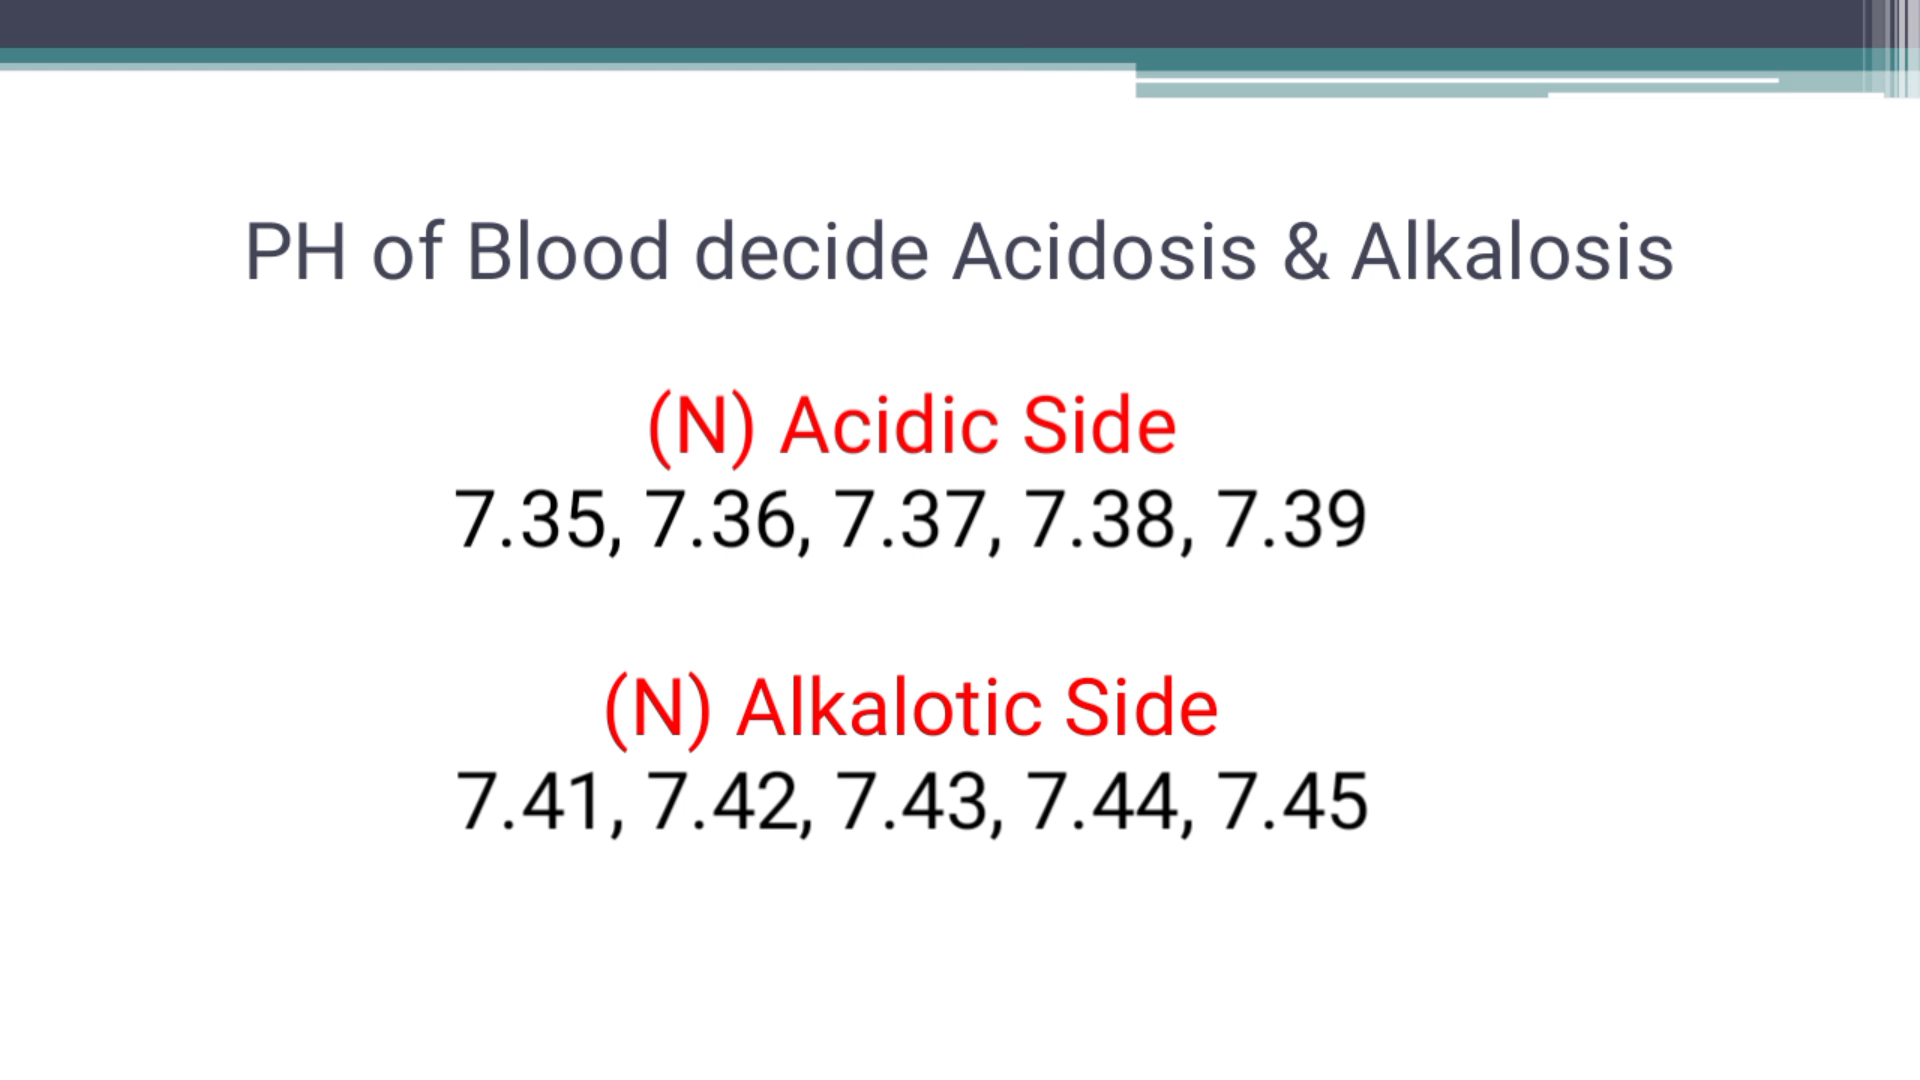 PH of Blood decide Acidosis & Alkalosis
(N) Acidic Side
7.35, 7.36, 7.37, 7.38, 7.39
(N) Alkalotic Side
7.41, 7.42, 7.43, 7.44, 7.45